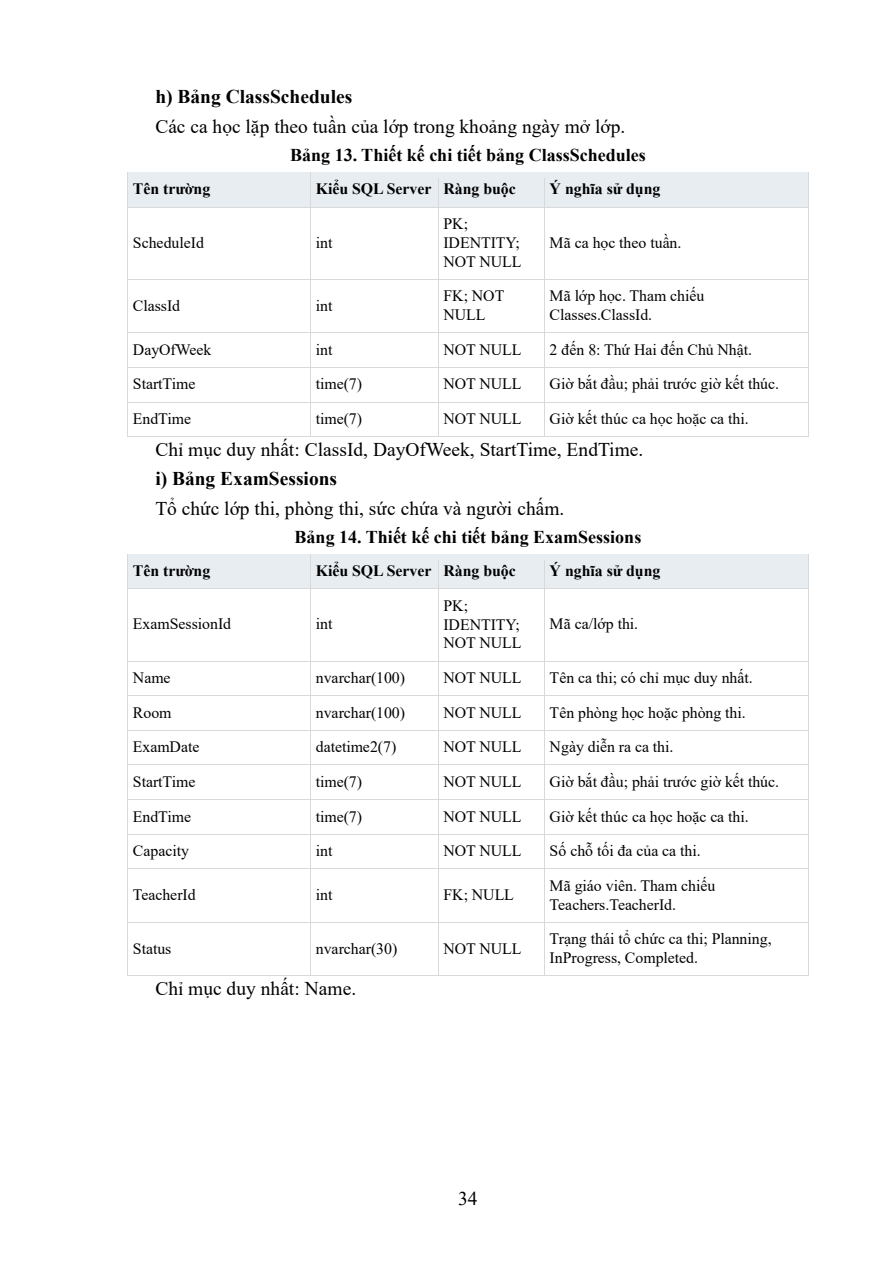 h) Bảng ClassSchedules
Các ca học lặp theo tuần của lớp trong khoảng ngày mở lớp.
Bảng 13. Thiết kế chi tiết bảng ClassSchedules
Tên trường Kiểu SQL Server Ràng buộc Ý nghĩa sử dụng
ScheduleId int PK; IDENTITY; NOT NULL Mã ca học theo tuần.
ClassId int FK; NOT NULL Mã lớp học. Tham chiếu Classes.ClassId.
DayOfWeek int NOT NULL 2 đến 8: Thứ Hai đến Chủ Nhật.
StartTime time(7) NOT NULL Giờ bắt đầu; phải trước giờ kết thúc.
EndTime time(7) NOT NULL Giờ kết thúc ca học hoặc ca thi.
Chỉ mục duy nhất: ClassId, DayOfWeek, StartTime, EndTime.
i) Bảng ExamSessions
Tổ chức lớp thi, phòng thi, sức chứa và người chấm.
Bảng 14. Thiết kế chi tiết bảng ExamSessions
Tên trường Kiểu SQL Server Ràng buộc Ý nghĩa sử dụng
ExamSessionId int PK; IDENTITY; NOT NULL Mã ca/lớp thi.
Name nvarchar(100) NOT NULL Tên ca thi; có chỉ mục duy nhất.
Room nvarchar(100) NOT NULL Tên phòng học hoặc phòng thi.
ExamDate datetime2(7) NOT NULL Ngày diễn ra ca thi.
StartTime time(7) NOT NULL Giờ bắt đầu; phải trước giờ kết thúc.
EndTime time(7) NOT NULL Giờ kết thúc ca học hoặc ca thi.
Capacity int NOT NULL Số chỗ tối đa của ca thi.
TeacherId int FK; NULL Mã giáo viên. Tham chiếu Teachers.TeacherId.
Status nvarchar(30) NOT NULL Trạng thái tổ chức ca thi; Planning, InProgress, Completed.
Chỉ mục duy nhất: Name.
34